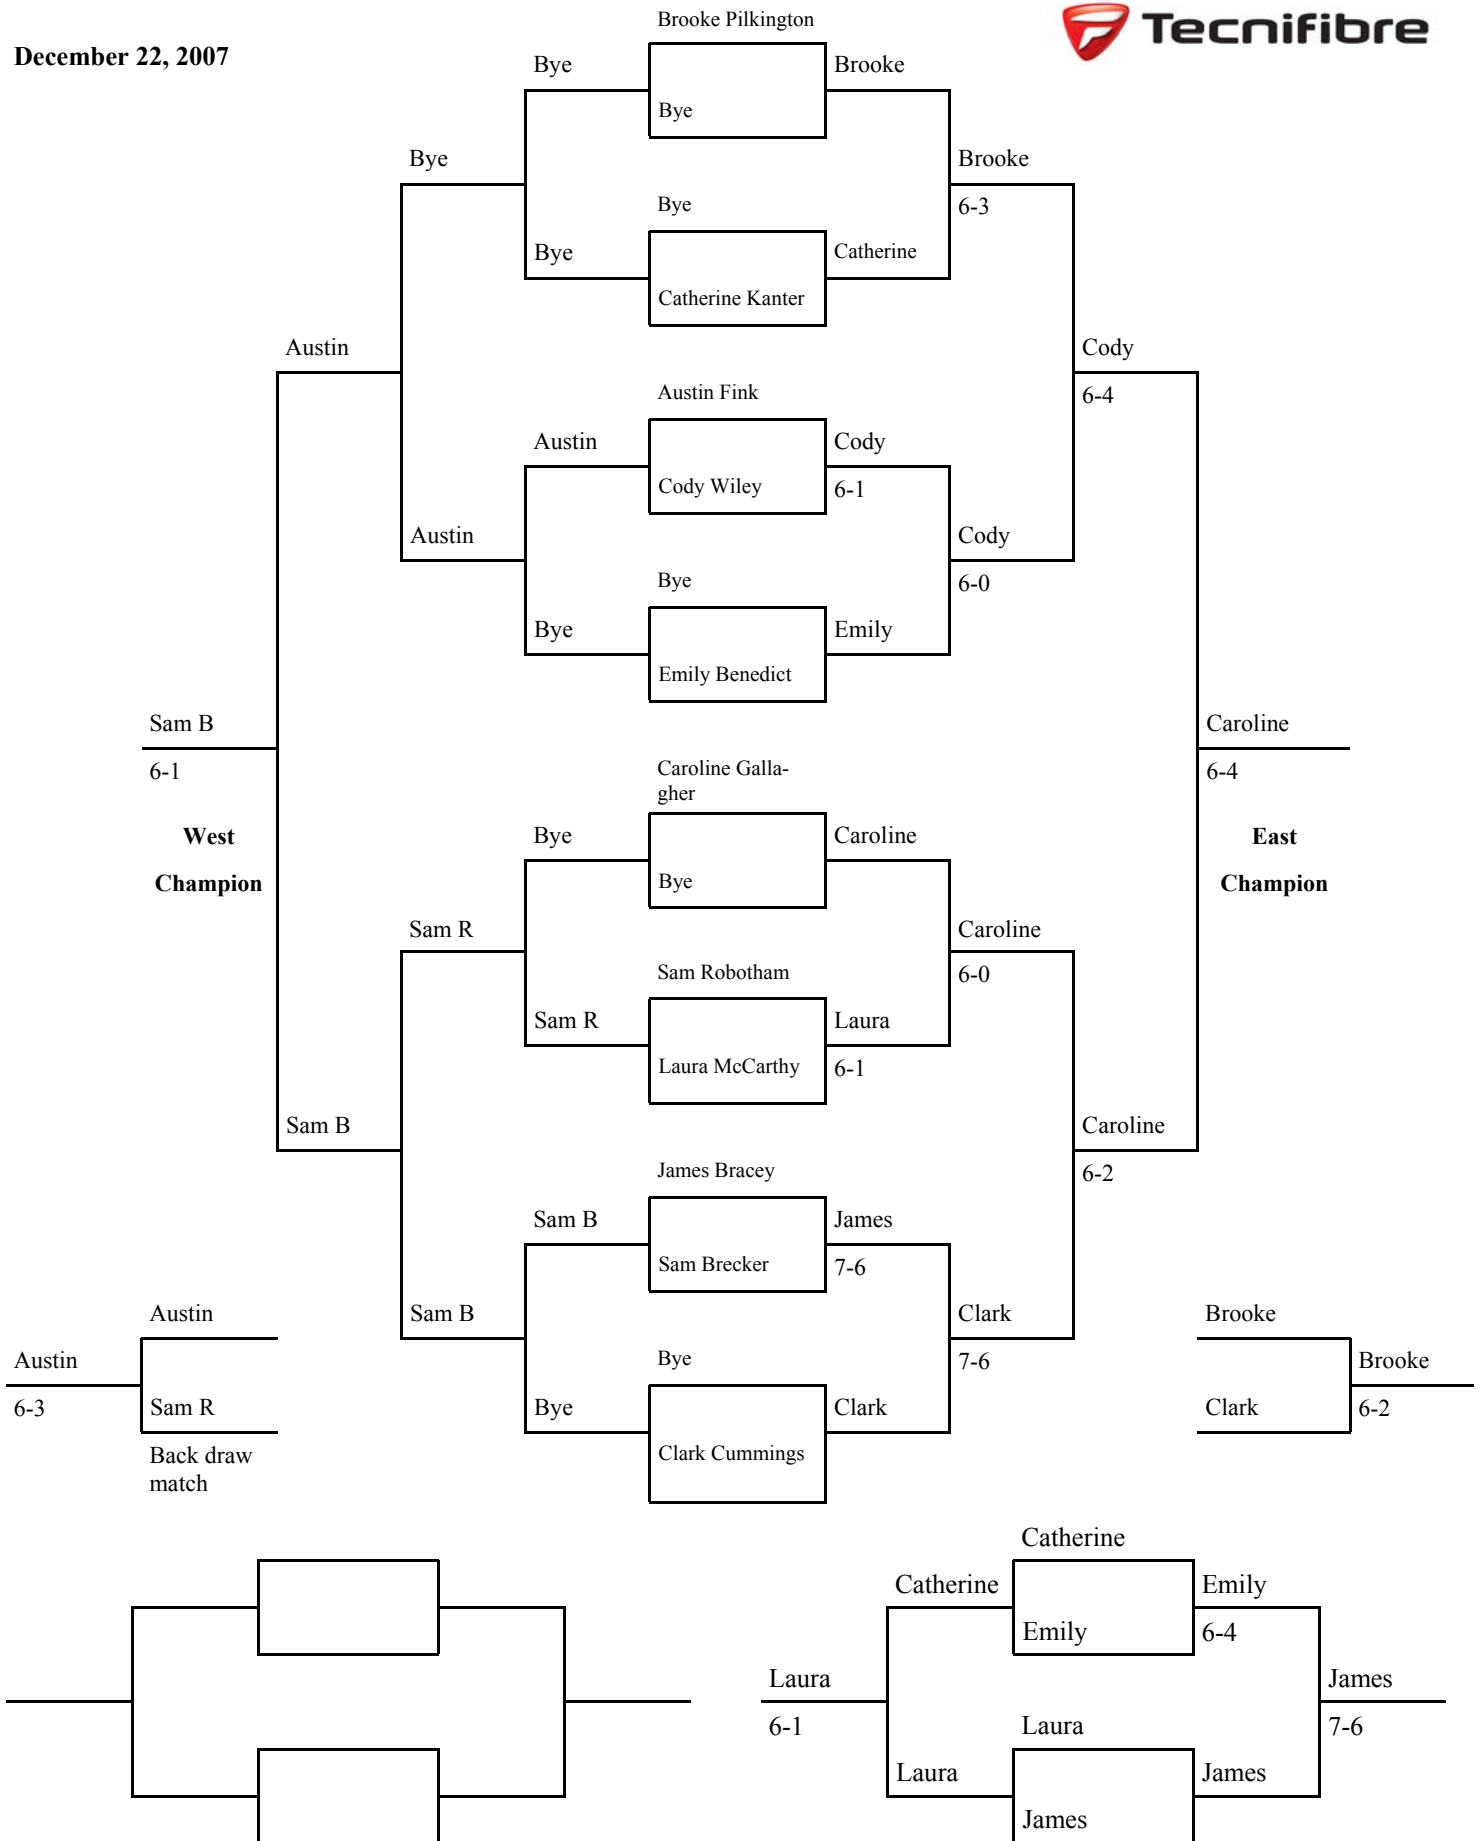 Brooke Pilkington
Tecnifibre
December 22, 2007
Bye
Brooke
Bye
Bye
Brooke
Bye
6-3
Bye
Catherine
Catherine Kanter
Austin
Cody
Austin Fink
6-4
Austin
Cody
Cody Wiley
6-1
Austin
Cody
Bye
6-0
Bye
Emily
Emily Benedict
Sam B
Caroline
6-1
Caroline Galla-
gher
6-4
West
Bye
Caroline
East
Champion
Bye
Champion
Sam R
Caroline
Sam Robotham
6-0
Sam R
Laura
Laura McCarthy
6-1
Sam B
Caroline
James Bracey
6-2
Sam B
James
Sam Brecker
7-6
Austin
Sam B
Clark
Brooke
Austin
Bye
7-6
Brooke
6-3
Sam R
Bye
Clark
Clark
6-2
Back draw
match
Clark Cummings
Catherine
Catherine
Emily
Emily
6-4
Laura
James
6-1
Laura
7-6
Laura
James
James